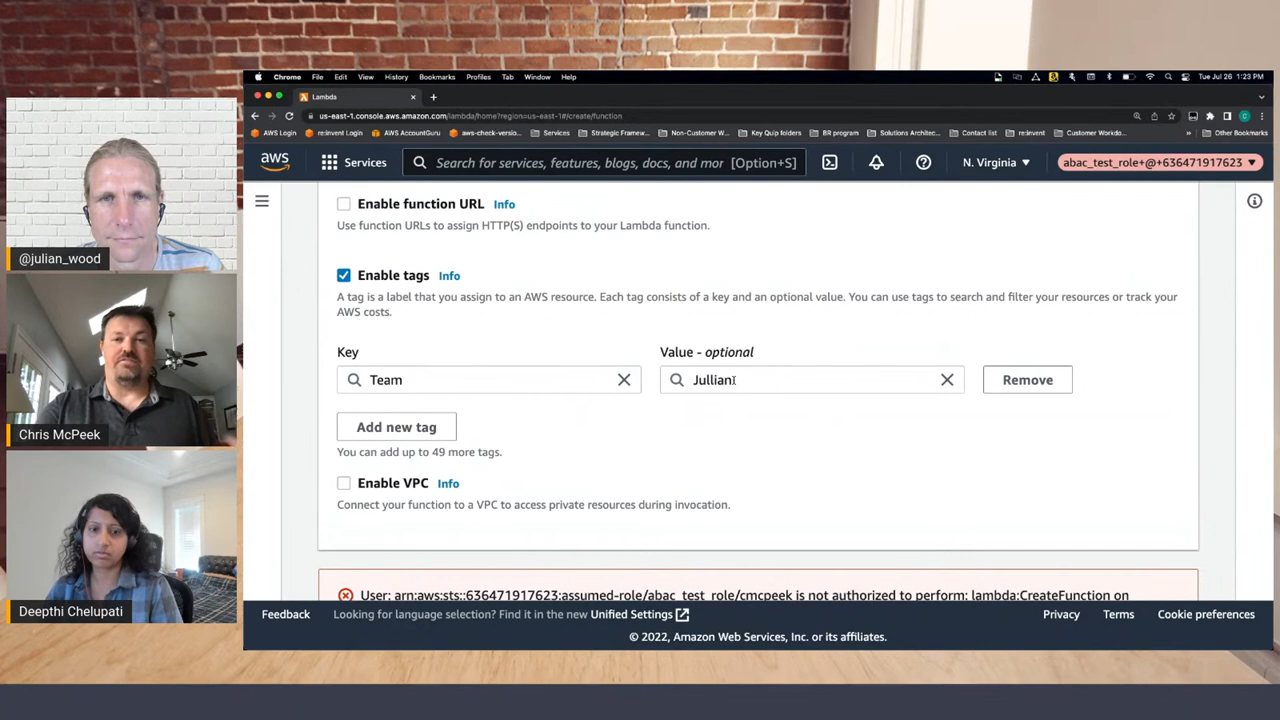 @julian_wood
Chris McPeek
Deepthi Chelupati
Chrome File Edit View History Bookmarks Profiles Tab Window Help
Tue Jul 26 1:23 PM
Lambda
us-east-1.console.aws.amazon.com/lambda/home?region=us-east-1#/create/function
AWS Login re:invent Login AWS AccountGuru aws-check-versio... Services Strategic Framew... Non-Customer W... Key Quip folders BR program Solutions Architec... Contact list re:invent Customer Workdo... » Other Bookmarks
aws Services Search for services, features, blogs, docs, and mor [Option+S] N. Virginia abac_test_role+@+636471917623
Enable function URL Info
Use function URLs to assign HTTP(S) endpoints to your Lambda function.
Enable tags Info
A tag is a label that you assign to an AWS resource. Each tag consists of a key and an optional value. You can use tags to search and filter your resources or track your
AWS costs.
Key Value - optional
Team Jullian Remove
Add new tag
You can add up to 49 more tags.
Enable VPC Info
Connect your function to a VPC to access private resources during invocation.
User: arn:aws:sts::636471917623:assumed-role/abac_test_role/cmcpeek is not authorized to perform: lambda:CreateFunction on
Feedback Looking for language selection? Find it in the new Unified Settings Privacy Terms Cookie preferences
© 2022, Amazon Web Services, Inc. or its affiliates.